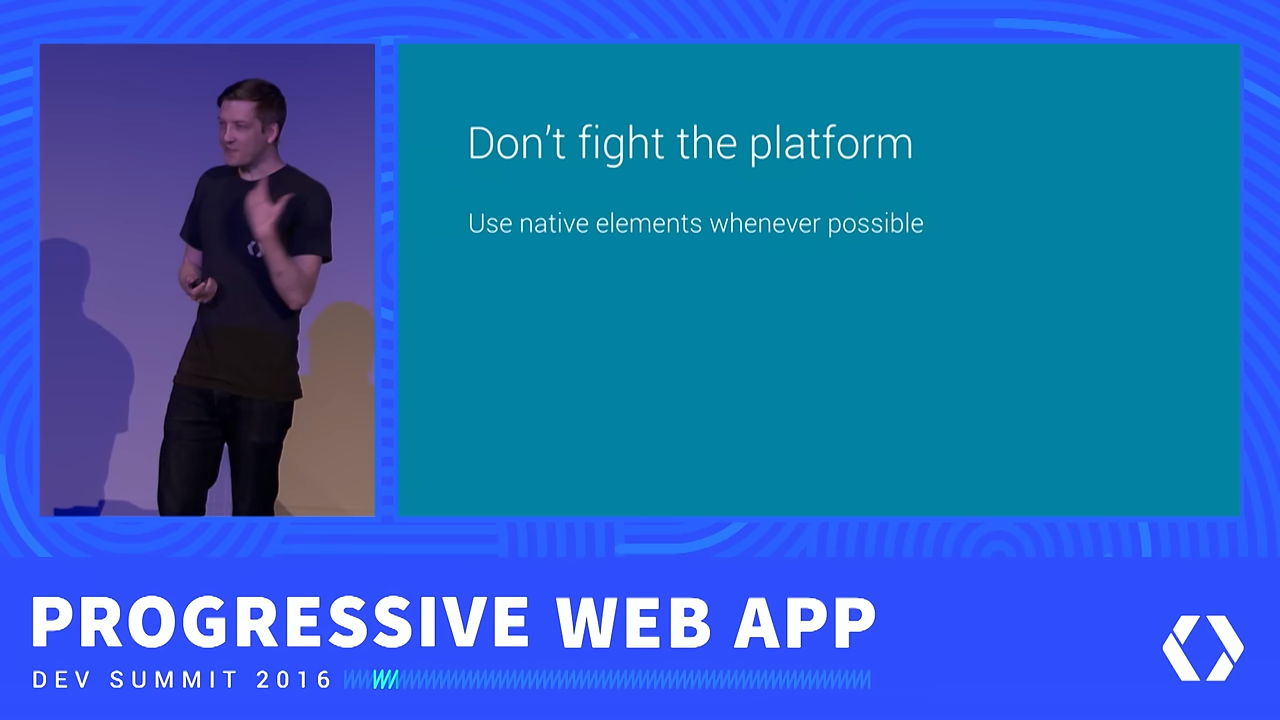 Don't fight the platform
Use native elements whenever possible
PROGRESSIVE WEB APP
DEV SUMMIT 2016